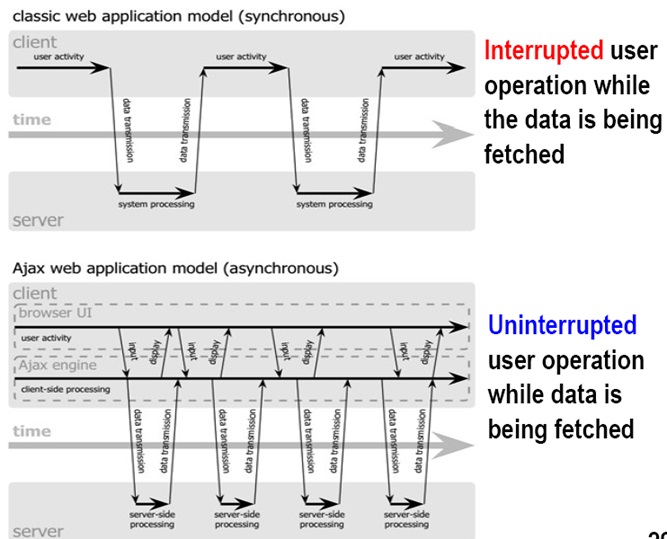 classic web application model (synchronous)
client
user activity
user activity
user activity
Interrupted user
operation while
the data is being
fetched
time
data transmission
data transmission
data transmission
data transmission
system processing
system processing
server
Ajax web application model (asynchronous)
client
browser UI
user activity
input
display
input
display
input
display
input
display
Ajax engine
client-side processing
Uninterrupted
user operation
while data is
being fetched
time
data transmission
data transmission
data transmission
data transmission
data transmission
data transmission
data transmission
data transmission
server-side
processing
server-side
processing
server-side
processing
server-side
processing
server